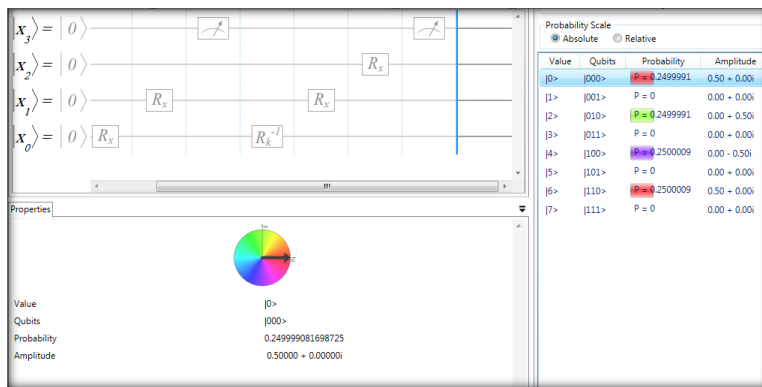 |x₃⟩ = | 0 ⟩
|x₂⟩ = | 0 ⟩ Rₓ
|x₁⟩ = | 0 ⟩ Rₓ Rₓ
|x₀⟩ = | 0 ⟩ Rₓ Rₖ⁻¹
Properties
Value |0>
Qubits |000>
Probability 0.249999081698725
Amplitude 0.50000 + 0.00000i
Probability Scale
Absolute Relative
Value Qubits Probability Amplitude
|0> |000> P = 0.2499991 0.50 + 0.00i
|1> |001> P = 0 0.00 + 0.00i
|2> |010> P = 0.2499991 0.00 + 0.50i
|3> |011> P = 0 0.00 + 0.00i
|4> |100> P = 0.2500009 0.00 - 0.50i
|5> |101> P = 0 0.00 + 0.00i
|6> |110> P = 0.2500009 0.50 + 0.00i
|7> |111> P = 0 0.00 + 0.00i